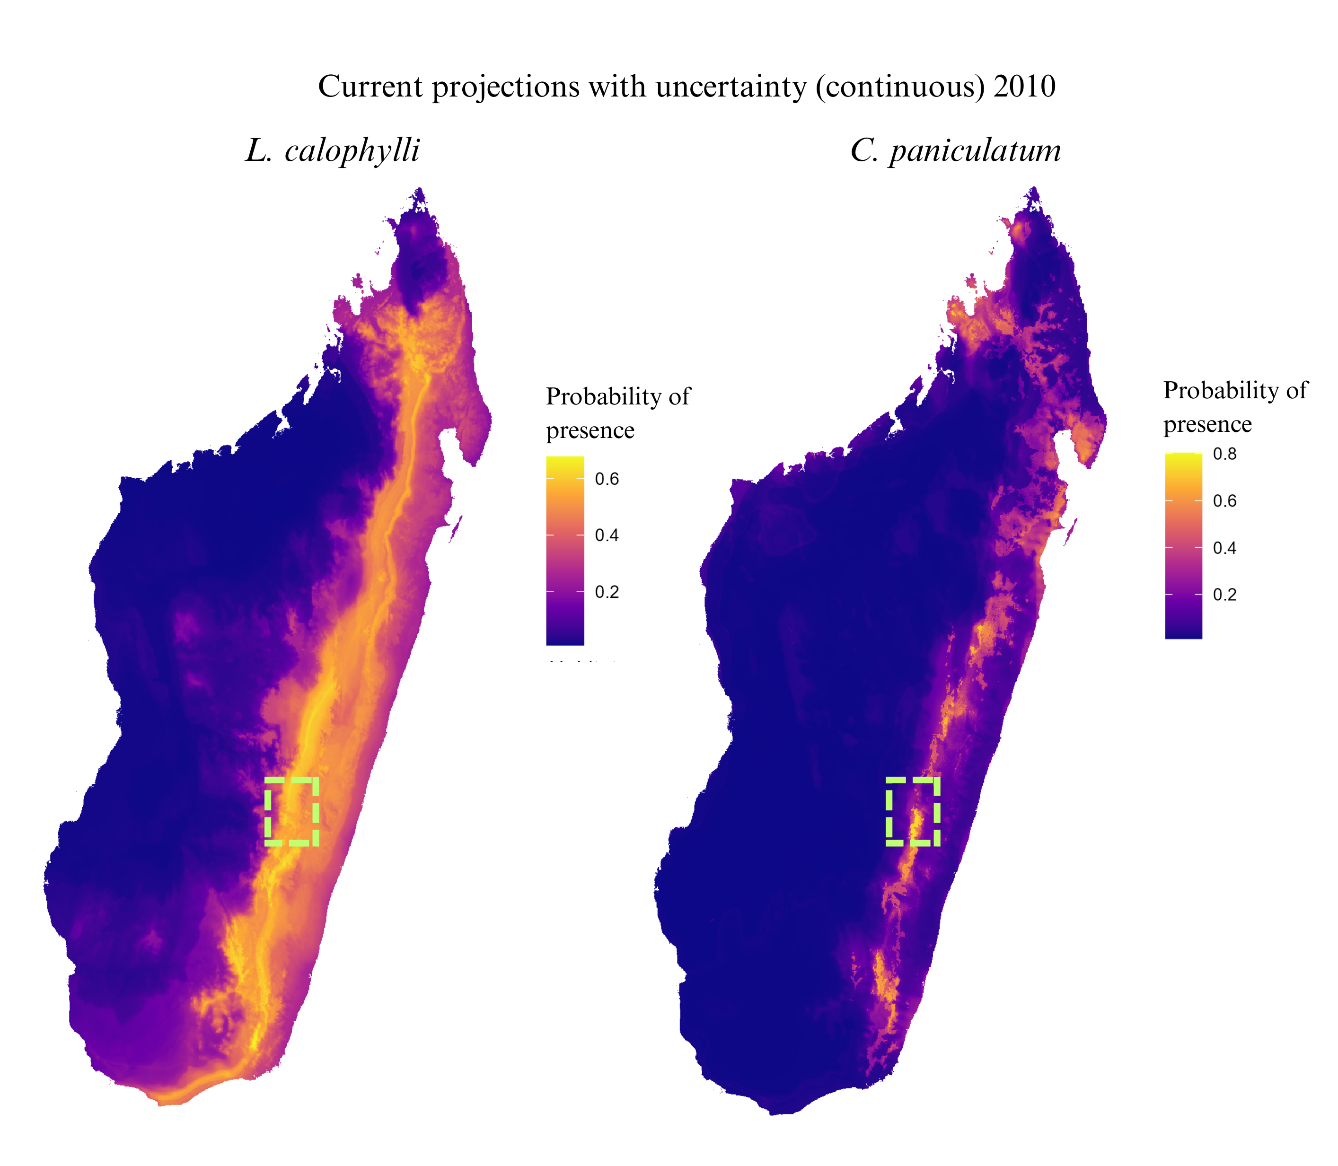 Current projections with uncertainty (continuous) 2010
L. calophylli
C. paniculatum
Probability of
presence
0.6
0.4
0.2
Probability of
presence
0.8
0.6
0.4
0.2